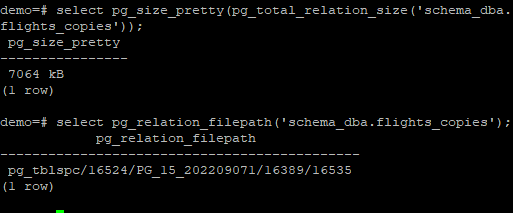 demo=# select pg_size_pretty(pg_total_relation_size('schema_dba.
flights_copies'));
 pg_size_pretty
----------------
 7064 kB
(1 row)

demo=# select pg_relation_filepath('schema_dba.flights_copies');
             pg_relation_filepath
---------------------------------------------
 pg_tblspc/16524/PG_15_202209071/16389/16535
(1 row)